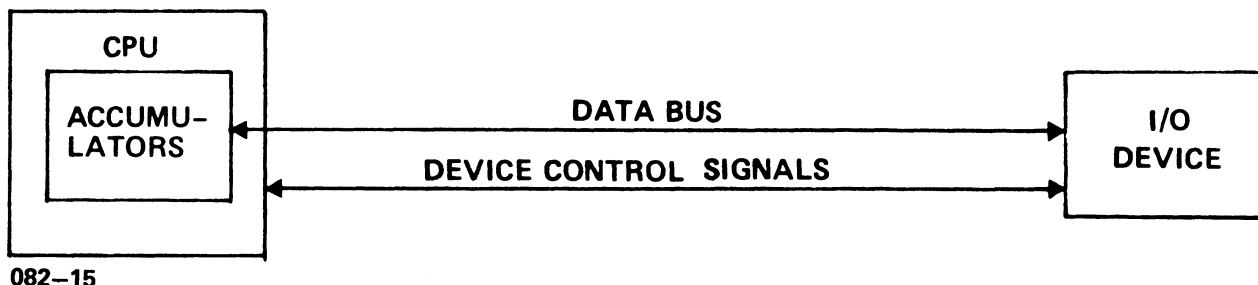 CPU
ACCUMU-
LATORS
DATA BUS
DEVICE CONTROL SIGNALS
I/O
DEVICE
082-15